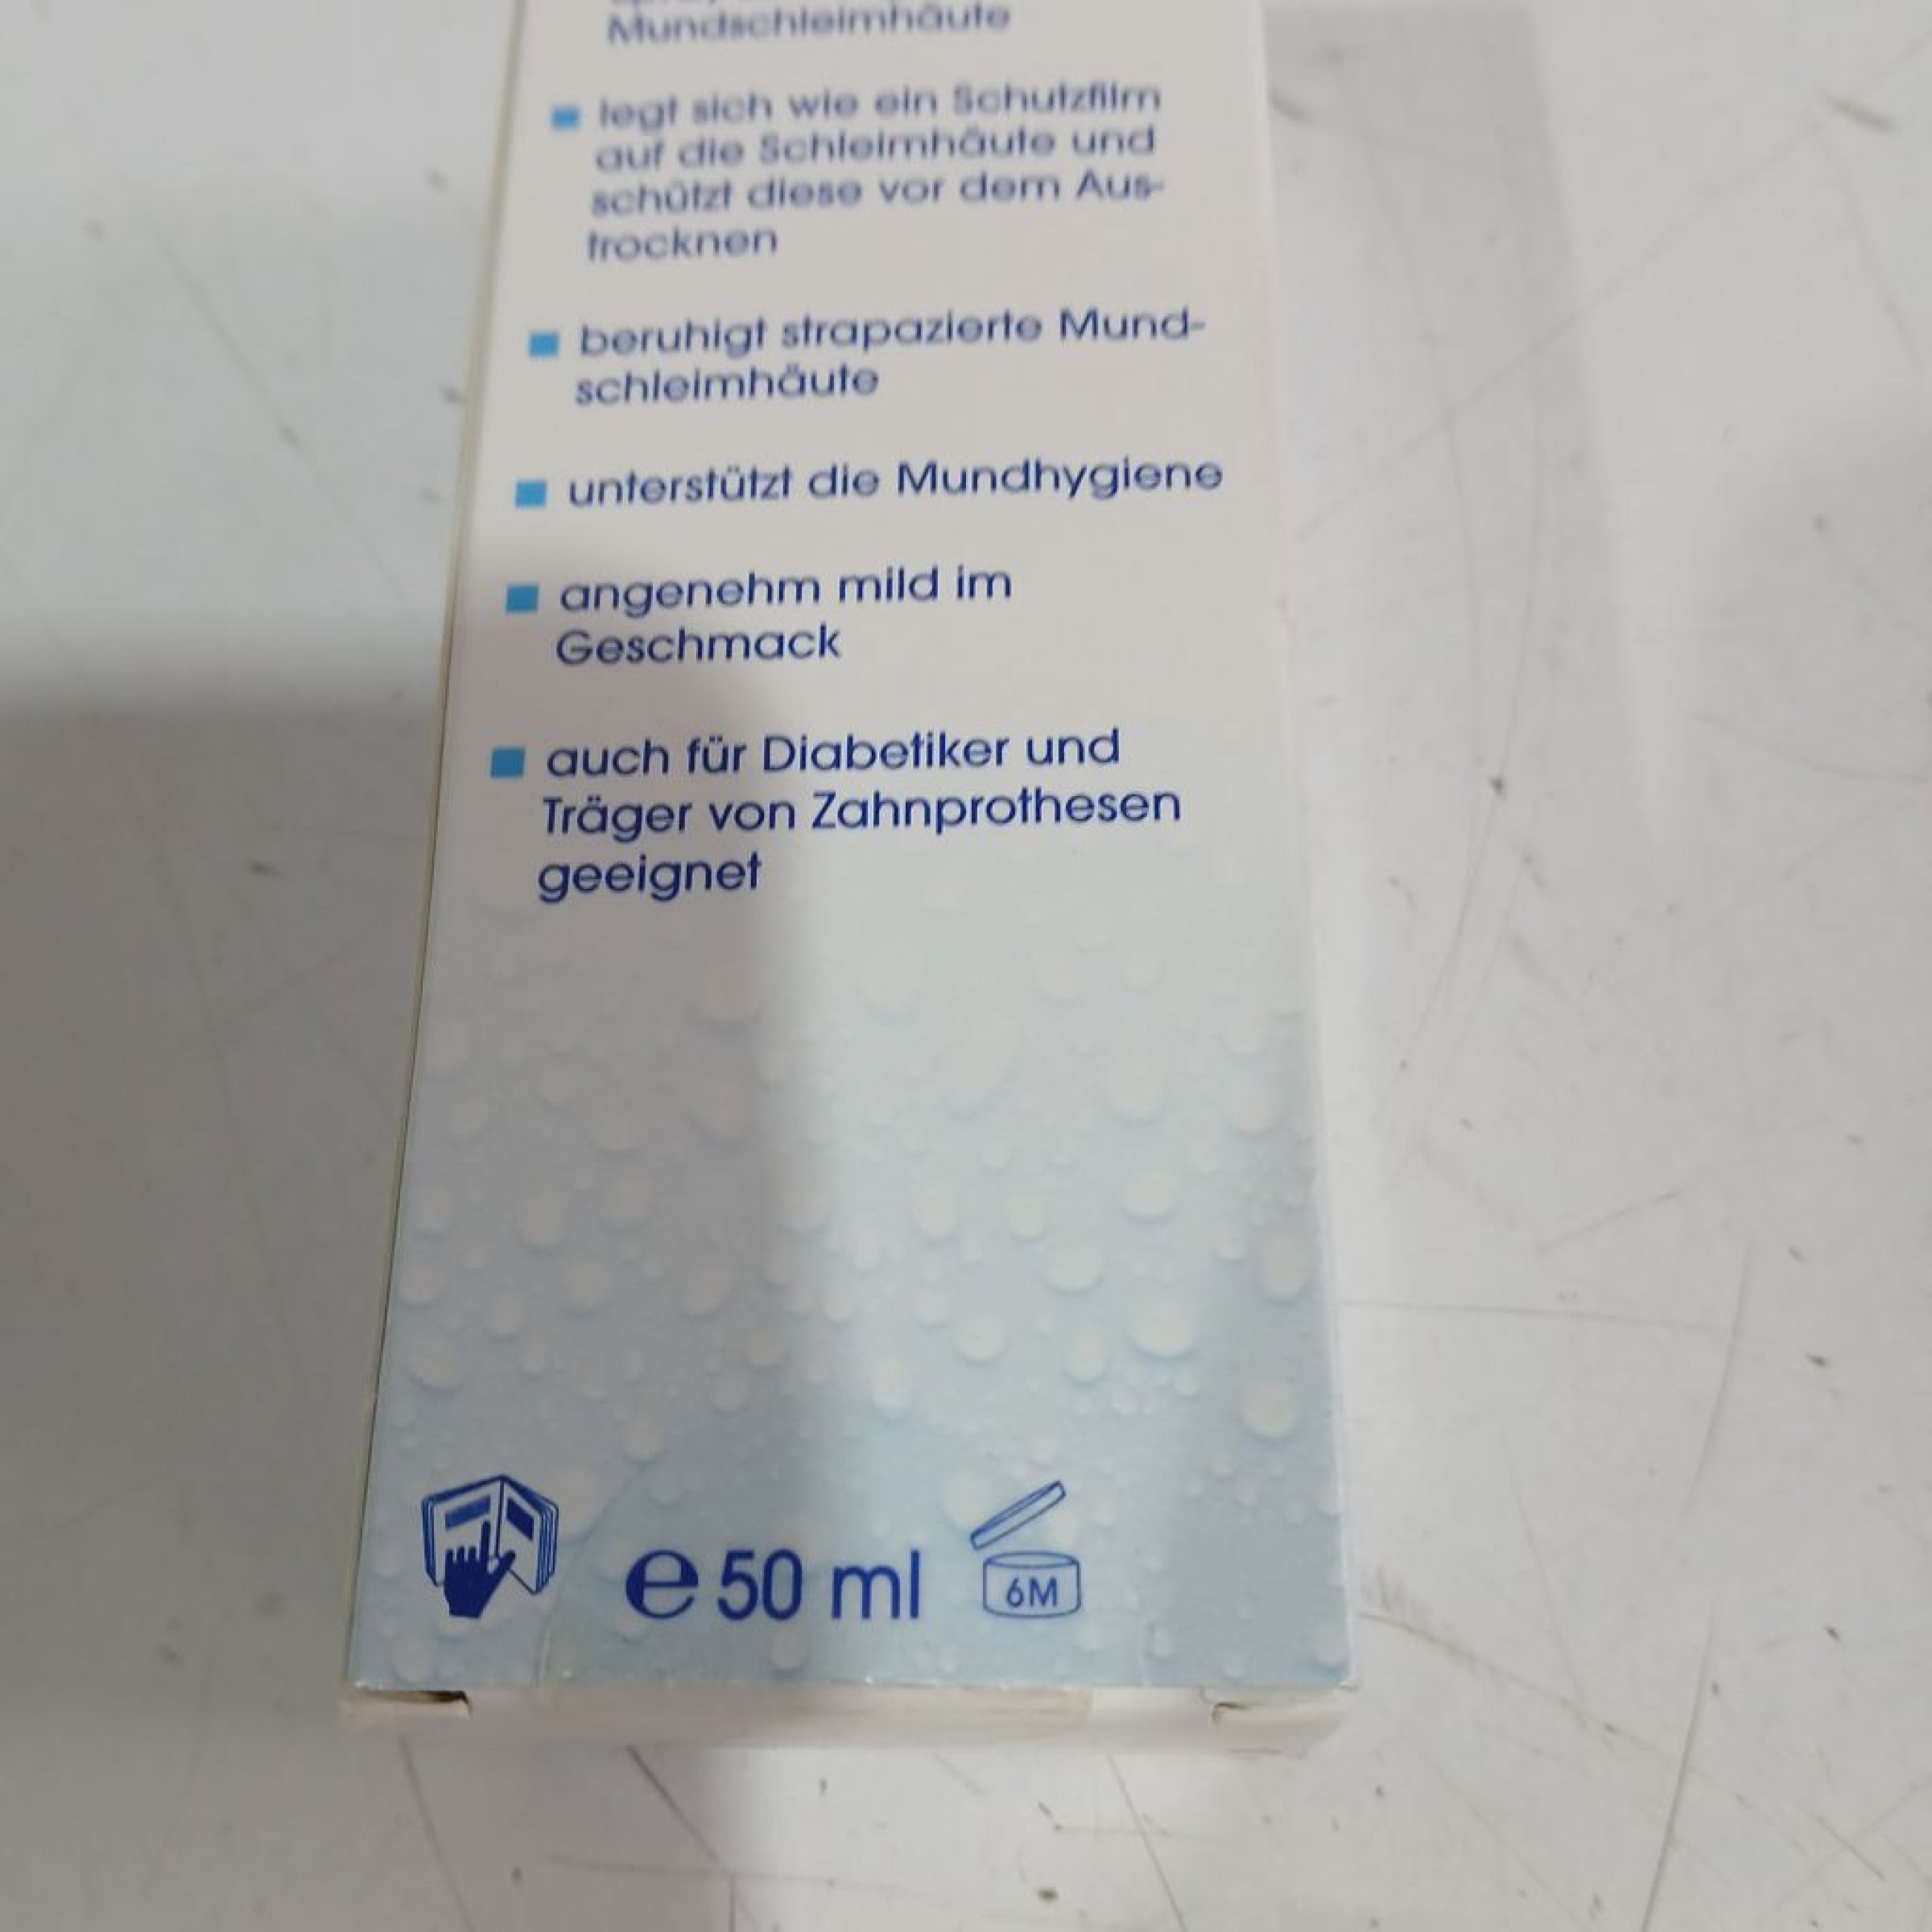 Mundschleimhäute
legt sich wie ein Schutzfilm
auf die Schleimhäute und
schützt diese vor dem Aus-
trocknen
beruhigt strapazierte Mund-
schleimhäute
unterstützt die Mundhygiene
angenehm mild im
Geschmack
auch für Diabetiker und
Träger von Zahnprothesen
geeignet
e 50 ml
6M